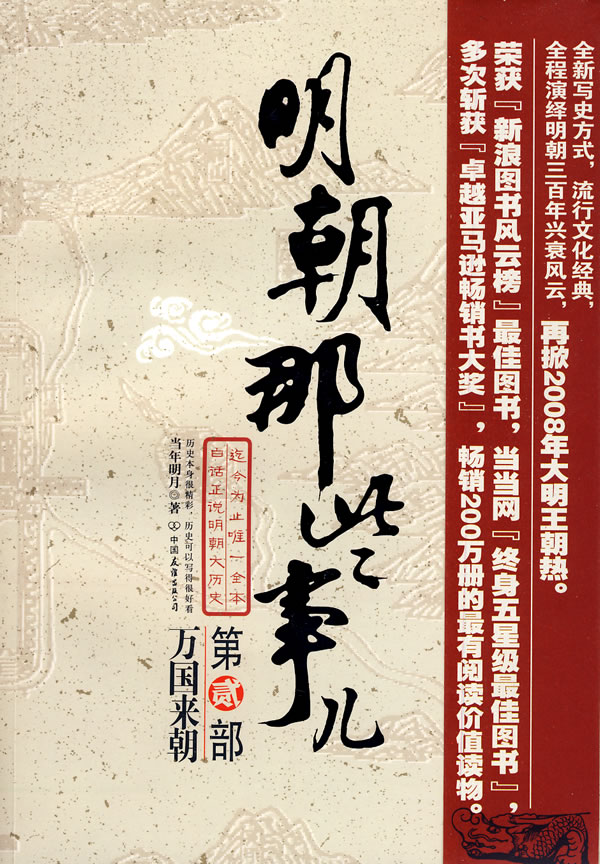 全新写史方式，流行文化经典，
全程演绎明朝三百年兴衰风云，
再掀2008年大明王朝热。
荣获『新浪图书风云榜』最佳图书，当当网『终身五星级最佳图书』，
多次斩获『卓越亚马逊畅销书大奖』，畅销200万册的最有阅读价值读物。
明朝那些事儿
迄今为止唯一全本
白话正说明朝大历史
第贰部
万国来朝
历史本身很精彩，历史可以写得很好看
当年明月◎著
中国友谊出版公司